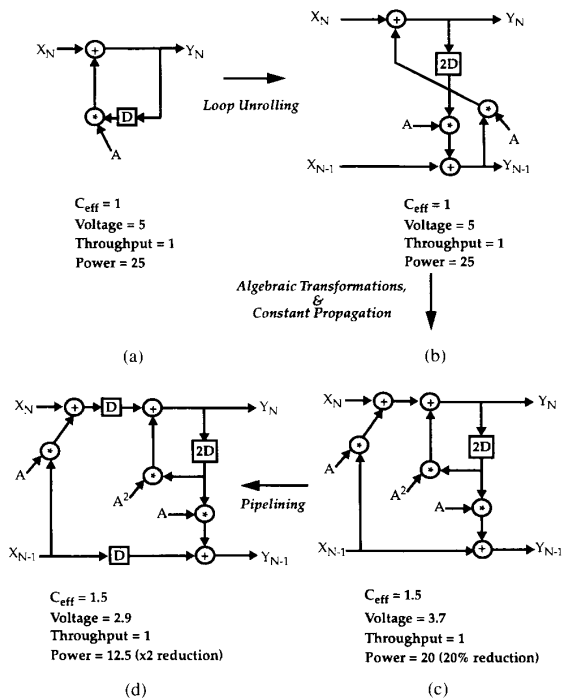 X_N + Y_N
* D
A
C_eff = 1
Voltage = 5
Throughput = 1
Power = 25
(a)
Loop Unrolling
X_N + Y_N
2D
A * *
A
X_N-1 + Y_N-1
C_eff = 1
Voltage = 5
Throughput = 1
Power = 25
(b)
Algebraic Transformations,
&
Constant Propagation
X_N + + Y_N
2D
*
A
*
A²
A *
X_N-1 + Y_N-1
C_eff = 1.5
Voltage = 3.7
Throughput = 1
Power = 20 (20% reduction)
(c)
Pipelining
X_N + D + Y_N
2D
*
A
*
A²
A *
X_N-1 D + Y_N-1
C_eff = 1.5
Voltage = 2.9
Throughput = 1
Power = 12.5 (x2 reduction)
(d)